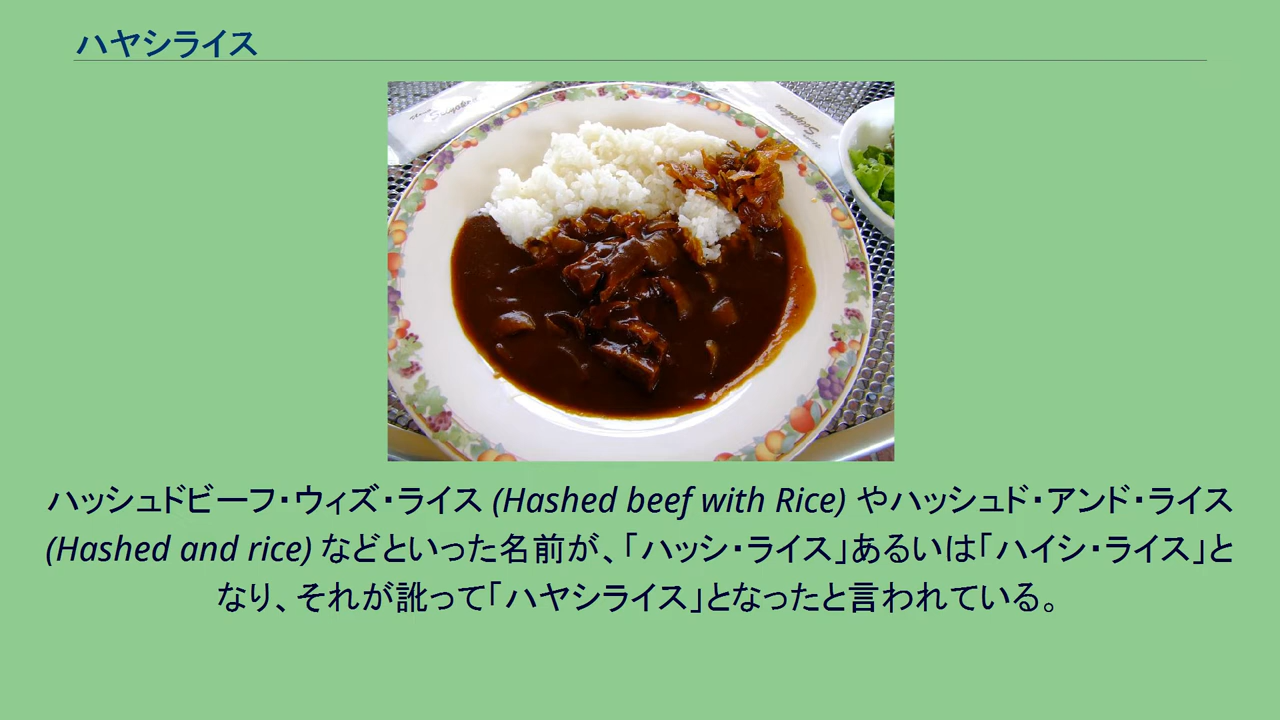 ハヤシライス
ハッシュドビーフ・ウィズ・ライス (Hashed beef with Rice) やハッシュド・アンド・ライス
(Hashed and rice) などといった名前が、「ハッシ・ライス」あるいは「ハイシ・ライス」と
なり、それが訛って「ハヤシライス」となったと言われている。